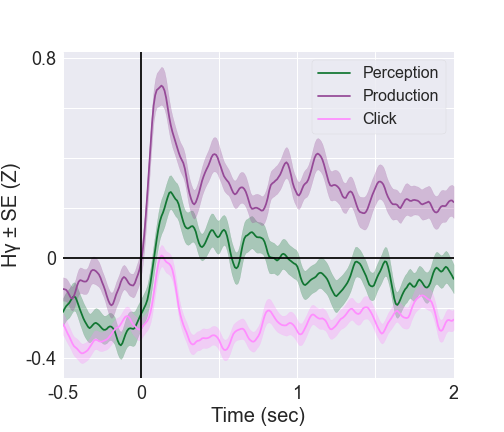 0.8
Perception
Production
Click
Hγ ± SE (Z)
0
-0.4
-0.5
0
1
2
Time (sec)